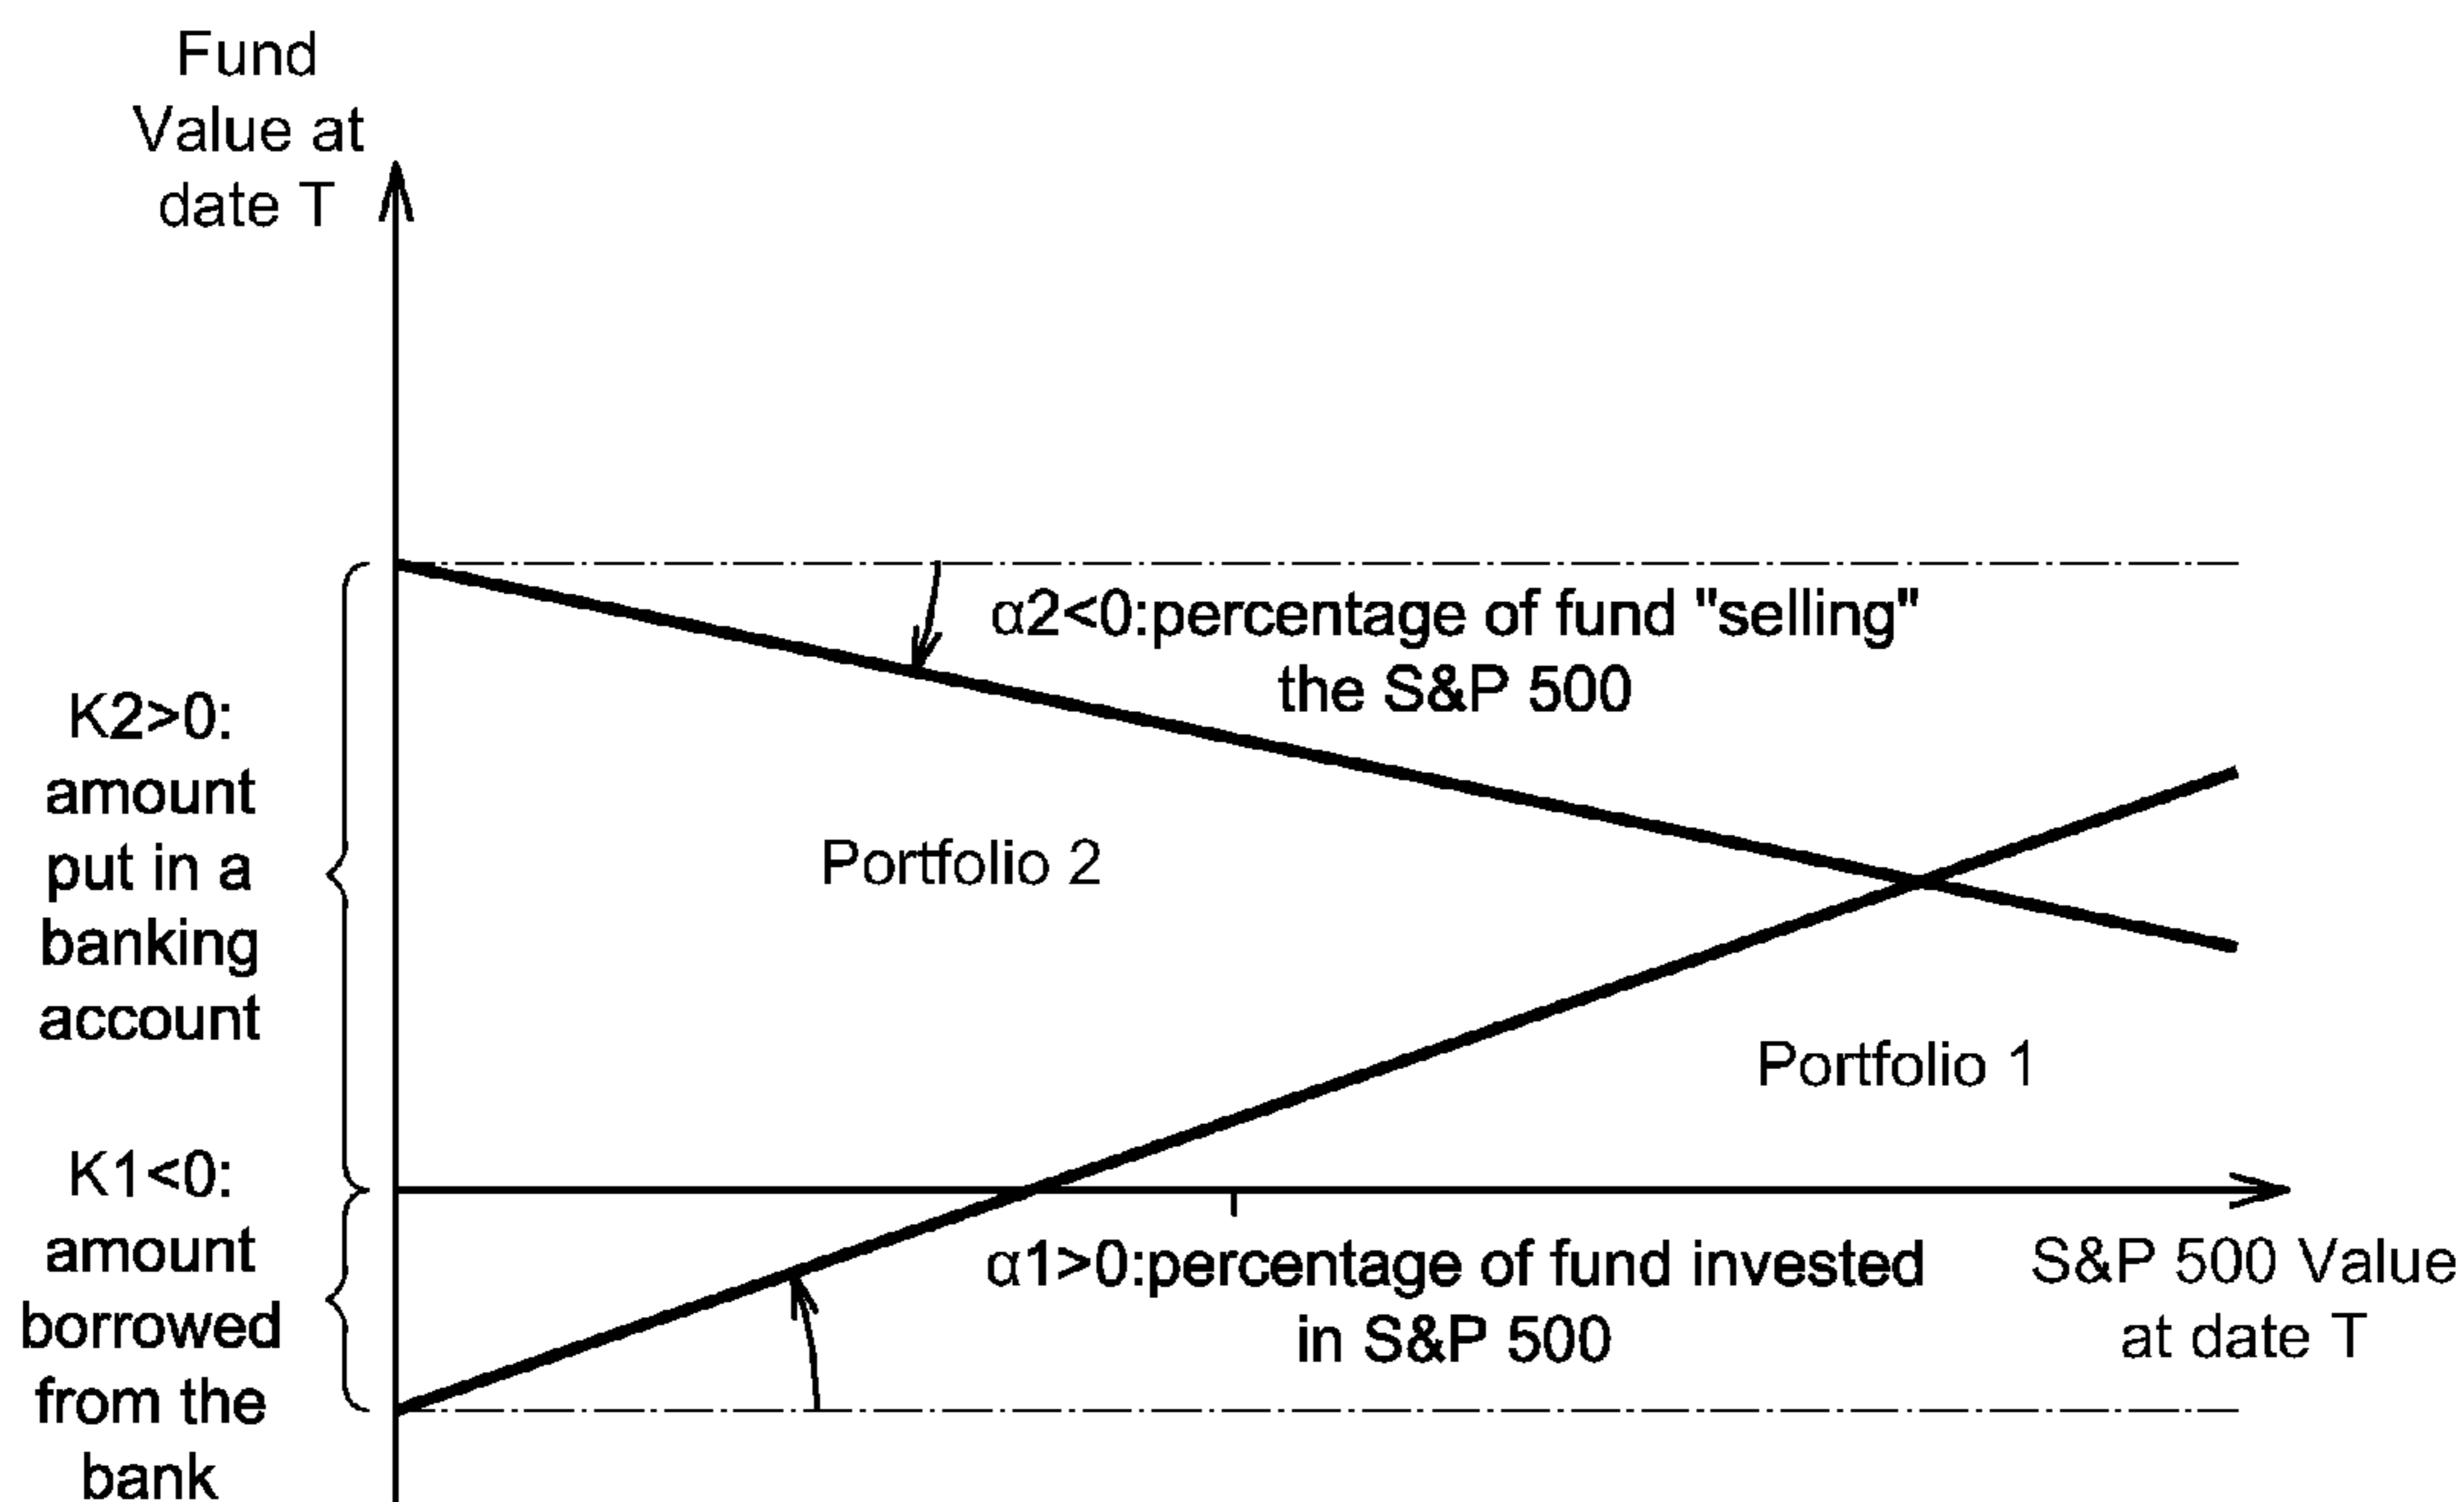 Fund
Value at
date T
α2<0:percentage of fund "selling"
the S&P 500
K2>0:
amount
put in a
banking
account
Portfolio 2
Portfolio 1
K1<0:
amount
borrowed
from the
bank
α1>0:percentage of fund invested
in S&P 500
S&P 500 Value
at date T